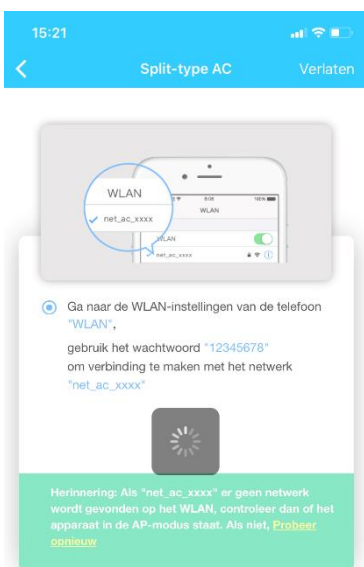 15:21
Split-type AC
Verlaten
WLAN
net_ac_xxxx
8:08
100%
WLAN
WLAN
net_ac_xxxx
Ga naar de WLAN-instellingen van de telefoon
"WLAN",
gebruik het wachtwoord "12345678"
om verbinding te maken met het netwerk
"net_ac_xxxx"
Herinnering: Als "net_ac_xxxx" er geen netwerk
wordt gevonden op het WLAN, controleer dan of het
apparaat in de AP-modus staat. Als niet, Probeer
opnieuw